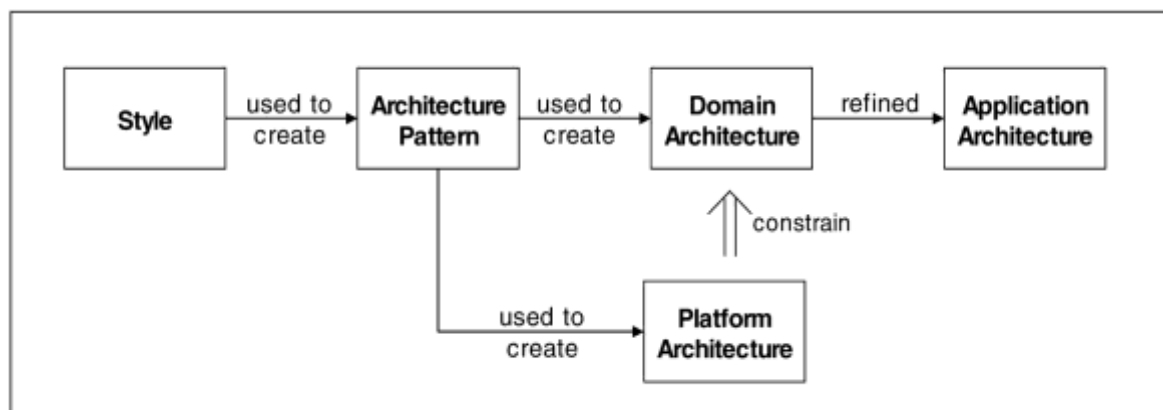 Style
used to
create
Architecture
Pattern
used to
create
Domain
Architecture
refined
Application
Architecture
constrain
used to
create
Platform
Architecture